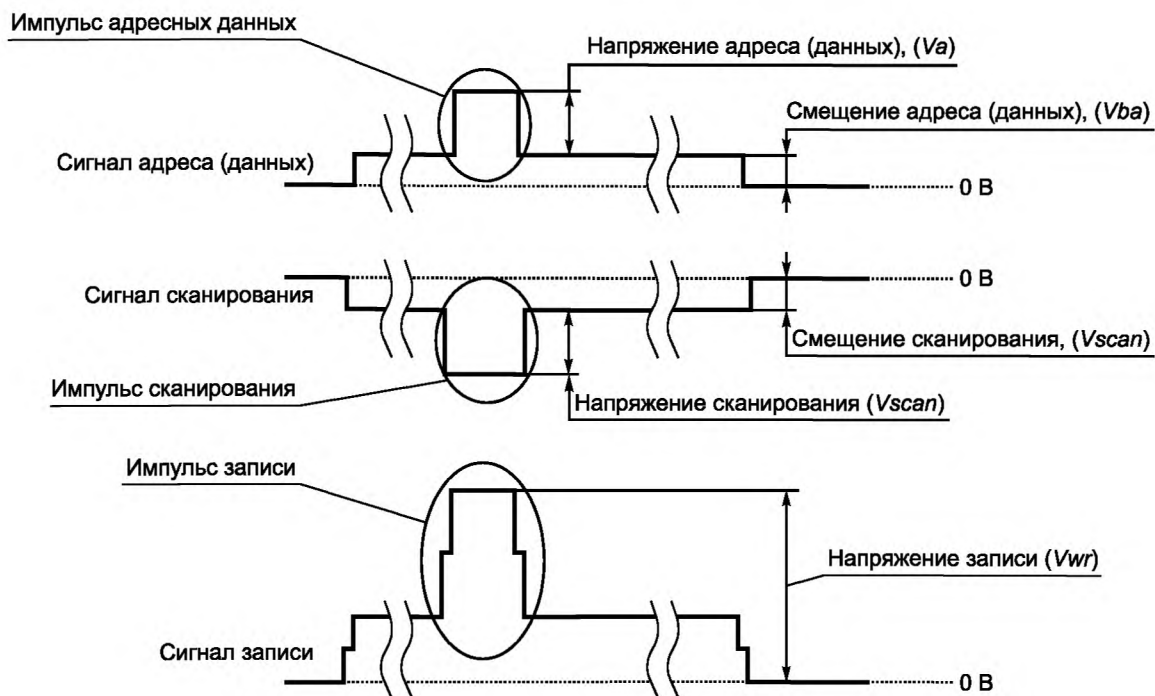 Импульс адресных данных
Напряжение адреса (данных), (Va)
Смещение адреса (данных), (Vba)
Сигнал адреса (данных)
0 В
0 В
Сигнал сканирования
Смещение сканирования, (Vscan)
Импульс сканирования
Напряжение сканирования (Vscan)
Импульс записи
Напряжение записи (Vwr)
Сигнал записи
0 В